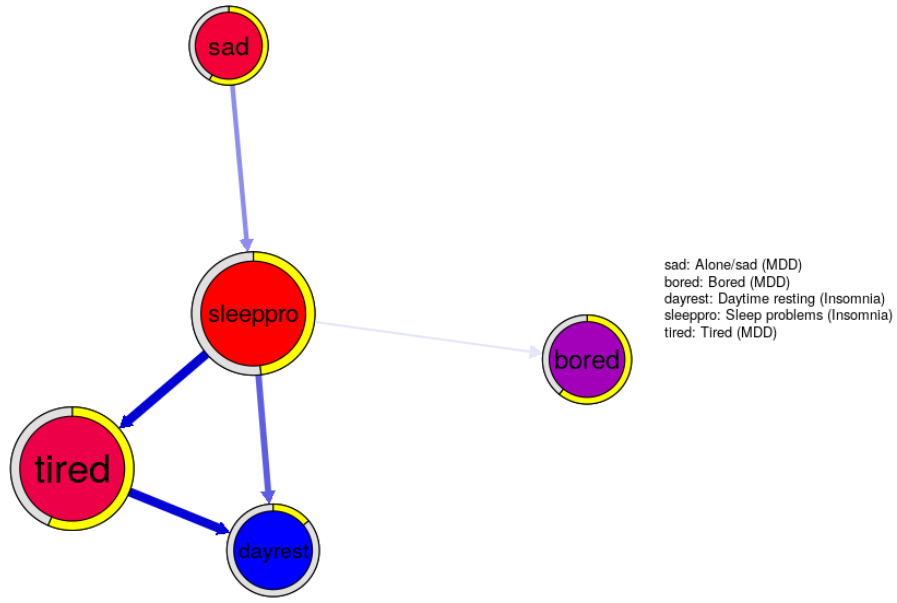 sad
sleeppro
bored
tired
dayrest
sad: Alone/sad (MDD)
bored: Bored (MDD)
dayrest: Daytime resting (Insomnia)
sleeppro: Sleep problems (Insomnia)
tired: Tired (MDD)